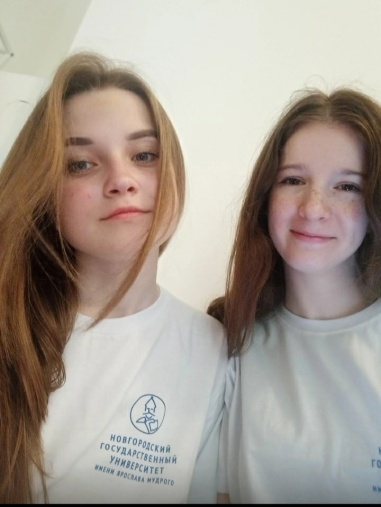 НОВГОРОДСКИЙ
ГОСУДАРСТВЕННЫЙ
УНИВЕРСИТЕТ
ИМЕНИ ЯРОСЛАВА МУДРОГО